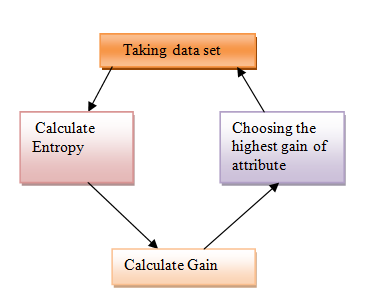 Taking data set
Calculate
Entropy
Choosing the
highest gain of
attribute
Calculate Gain